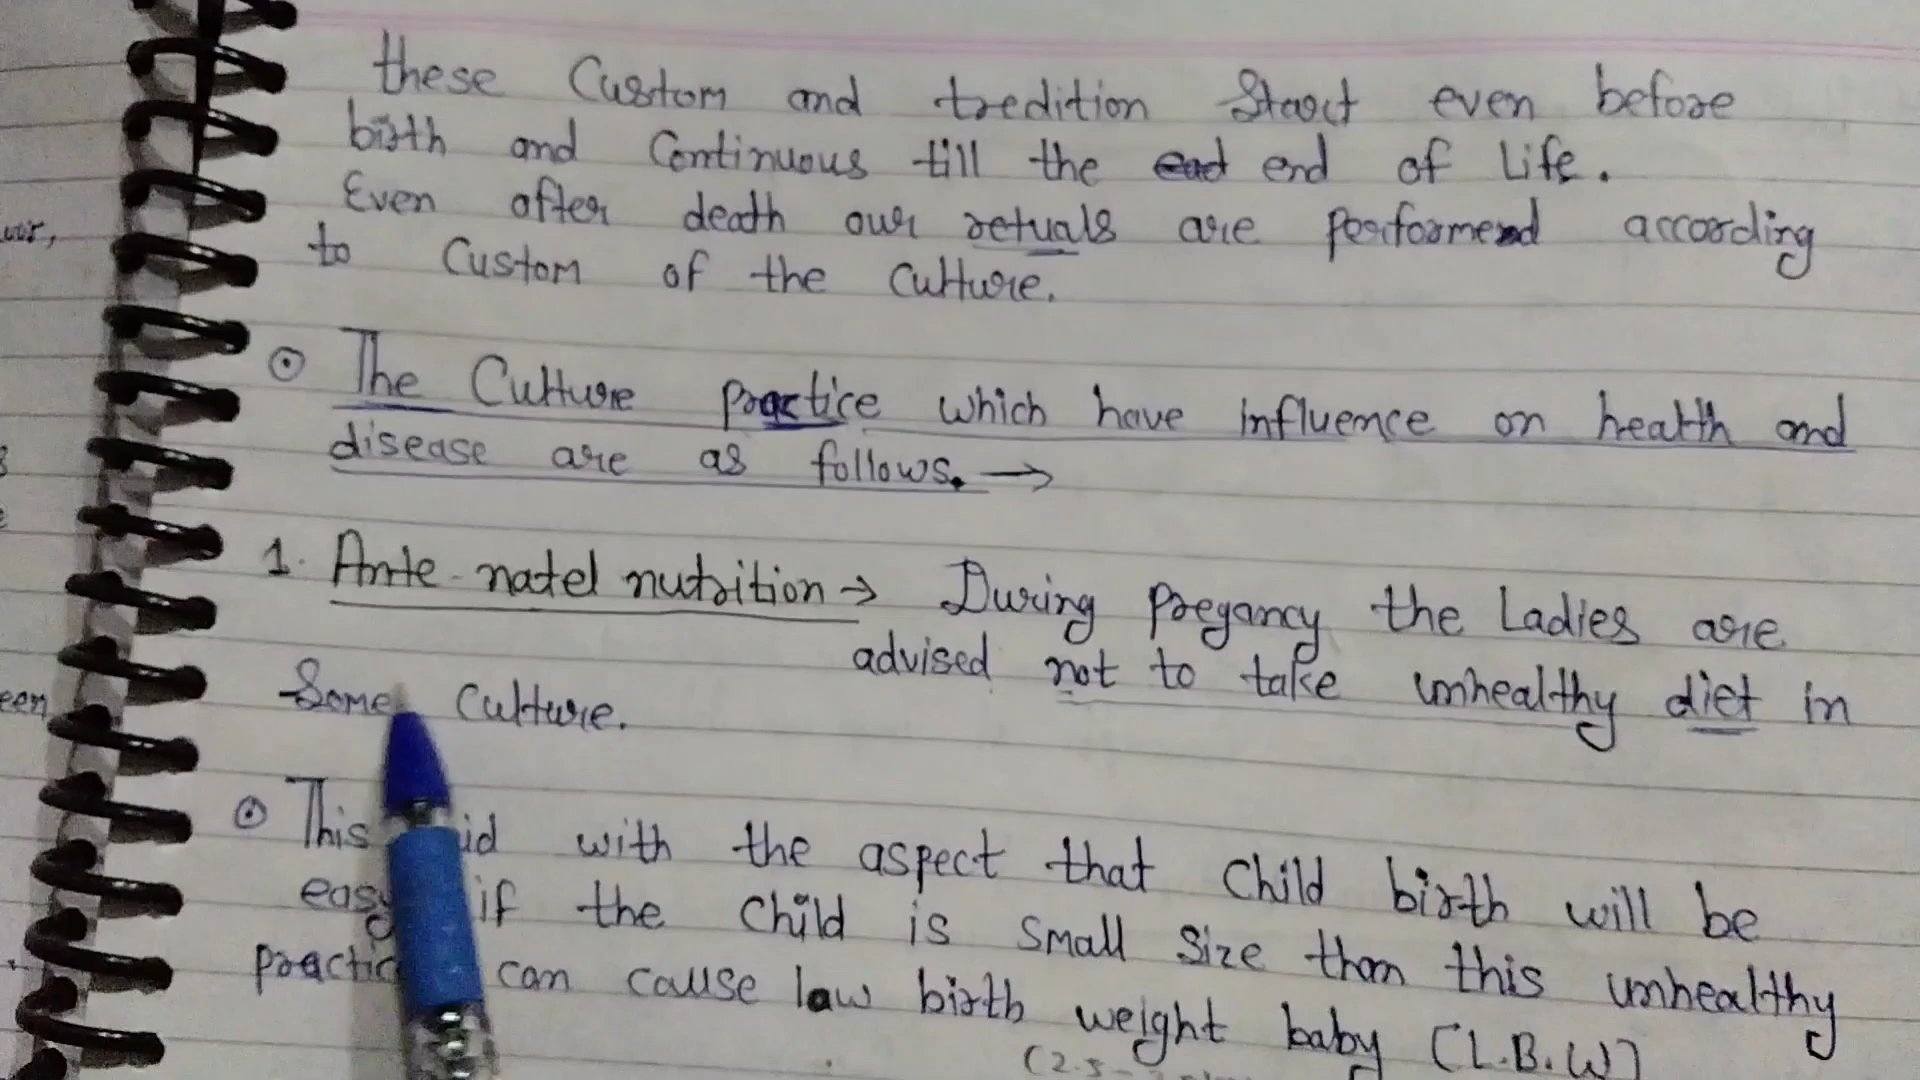 these Custom and tredition Start even before
birth and Continuous till the end of Life.
Even after death our retuals are performend according
to Custom of the Culture.
⊙ The Culture practice which have influence on health and
disease are as follows. →
1. Ante-natel nutrition → During pregancy the Ladies are
advised not to take unhealthy diet in
Some Culture.
⊙ This with the aspect that Child birth will be
easy if the Child is Small Size than this unhealthy
can cause law birth weight baby (L.B.W)